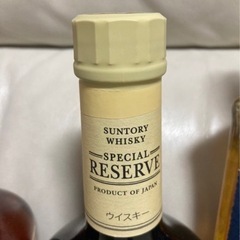 SUNTORY
WHISKY
SPECIAL
RESERVE
PRODUCT OF JAPAN
ウイスキー